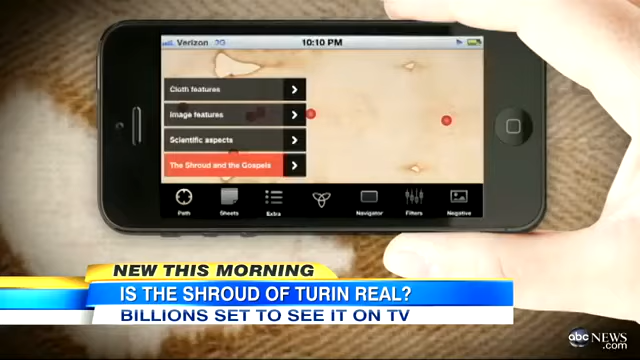 Verizon 3G 10:10 PM
Cloth features
Image features
Scientific aspects
The Shroud and the Gospels
Path Sheets Extra Navigator Filters Negative
NEW THIS MORNING
IS THE SHROUD OF TURIN REAL?
BILLIONS SET TO SEE IT ON TV
abc NEWS
.com